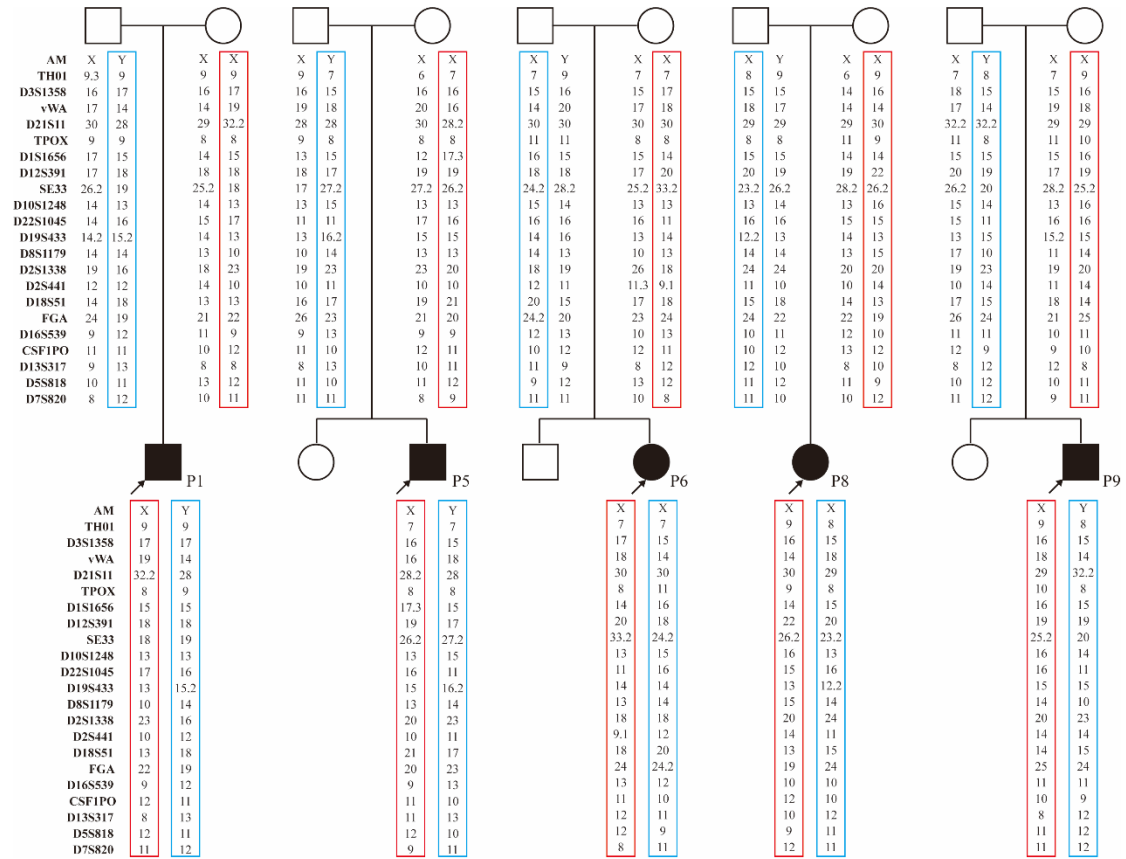 AM X Y X X X Y X X X Y X X X Y X X X Y X X
TH01 9.3 9 9 9 9 7 6 7 7 9 7 7 8 9 6 9 7 8 7 9
D3S1358 16 17 16 17 16 15 16 16 15 16 15 17 15 15 14 16 18 15 15 16
vWA 17 14 14 19 19 18 20 16 14 20 17 18 18 17 14 14 17 14 19 18
D21S11 30 28 29 32.2 28 28 30 28.2 30 30 30 30 29 29 29 30 32.2 32.2 29 29
TPOX 9 9 8 8 9 8 8 8 11 11 8 8 8 8 11 9 11 8 11 10
D1S1656 17 15 14 15 13 15 12 17.3 16 15 15 14 15 15 14 14 15 15 15 16
D12S391 17 18 18 18 18 17 19 19 18 18 17 20 20 19 19 22 20 19 17 19
SE33 26.2 19 25.2 18 17 27.2 27.2 26.2 24.2 28.2 25.2 33.2 23.2 26.2 28.2 26.2 26.2 20 28.2 25.2
D10S1248 14 13 14 13 13 15 13 13 15 14 13 13 13 14 13 16 15 14 13 16
D22S1045 14 16 15 17 11 11 17 16 16 16 16 11 16 16 15 15 15 11 16 16
D19S433 14.2 15.2 14 13 13 16.2 15 15 14 16 13 14 12.2 13 14 13 13 15 15.2 15
D8S1179 14 14 13 10 10 14 13 13 14 13 10 13 14 14 13 15 17 10 11 14
D2S1338 19 16 18 23 19 23 23 20 18 19 26 18 24 24 20 20 19 23 19 20
D2S441 12 12 14 10 10 11 10 10 12 11 11.3 9.1 11 10 10 14 10 14 11 14
D18S51 14 18 13 13 16 17 19 21 20 15 17 18 15 18 14 13 17 15 18 14
FGA 24 19 21 22 26 23 21 20 24.2 20 23 24 24 22 22 19 26 24 21 25
D16S539 9 12 11 9 9 13 9 9 12 13 10 13 10 11 12 10 11 11 10 11
CSF1PO 11 11 10 12 11 10 12 11 10 12 12 11 10 12 13 12 12 9 9 10
D13S317 9 13 8 8 8 13 10 11 11 9 8 12 12 10 8 10 8 12 12 8
D5S818 10 11 13 12 11 10 11 12 9 12 13 12 11 12 11 9 10 12 11 11
D7S820 8 12 10 11 11 11 8 9 11 11 10 8 11 10 10 12 11 12 9 11
P1 P5 P6 P8 P9
AM X Y X Y X X X X X Y
TH01 9 9 7 7 7 7 9 8 9 8
D3S1358 17 17 16 15 17 15 16 15 16 15
vWA 19 14 16 18 18 14 14 18 18 14
D21S11 32.2 28 28.2 28 30 30 30 29 29 32.2
TPOX 8 9 8 8 8 11 9 8 10 8
D1S1656 15 15 17.3 15 14 16 14 15 16 15
D12S391 18 18 19 17 20 18 22 20 19 19
SE33 18 19 26.2 27.2 33.2 24.2 26.2 23.2 25.2 20
D10S1248 13 13 13 15 13 15 16 13 16 14
D22S1045 17 16 16 11 11 16 15 16 16 11
D19S433 13 15.2 15 16.2 14 14 13 12.2 15 15
D8S1179 10 14 13 14 13 14 15 14 14 10
D2S1338 23 16 20 23 18 18 20 24 20 23
D2S441 10 12 10 11 9.1 12 14 11 14 14
D18S51 13 18 21 17 18 20 13 15 14 15
FGA 22 19 20 23 24 24.2 19 24 25 24
D16S539 9 12 9 13 13 12 10 10 11 11
CSF1PO 12 11 11 10 11 10 12 10 10 9
D13S317 8 13 11 13 12 11 10 12 8 12
D5S818 12 11 12 10 12 9 9 11 11 12
D7S820 11 12 9 11 8 11 12 11 11 12